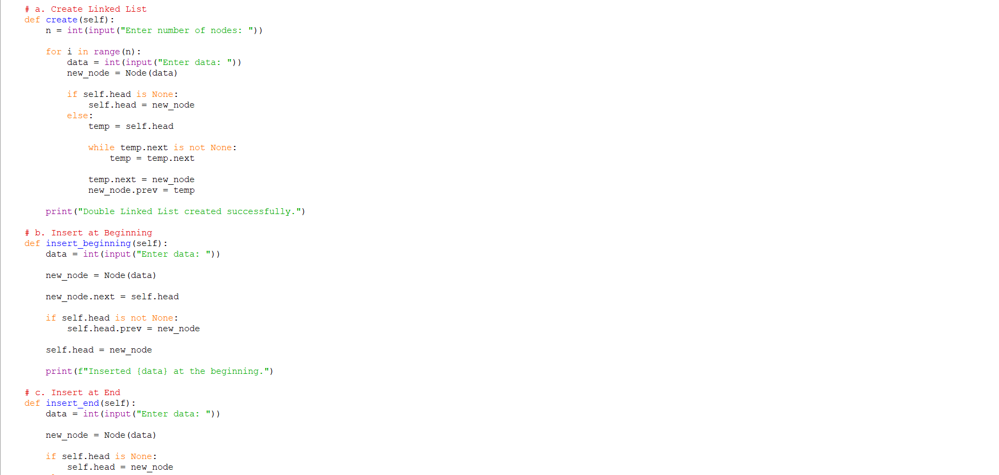 # a. Create Linked List
def create(self):
    n = int(input("Enter number of nodes: "))

    for i in range(n):
        data = int(input("Enter data: "))
        new_node = Node(data)

        if self.head is None:
            self.head = new_node
        else:
            temp = self.head

            while temp.next is not None:
                temp = temp.next

            temp.next = new_node
            new_node.prev = temp

    print("Double Linked List created successfully.")

# b. Insert at Beginning
def insert_beginning(self):
    data = int(input("Enter data: "))

    new_node = Node(data)

    new_node.next = self.head

    if self.head is not None:
        self.head.prev = new_node

    self.head = new_node

    print(f"Inserted {data} at the beginning.")

# c. Insert at End
def insert_end(self):
    data = int(input("Enter data: "))

    new_node = Node(data)

    if self.head is None:
        self.head = new_node